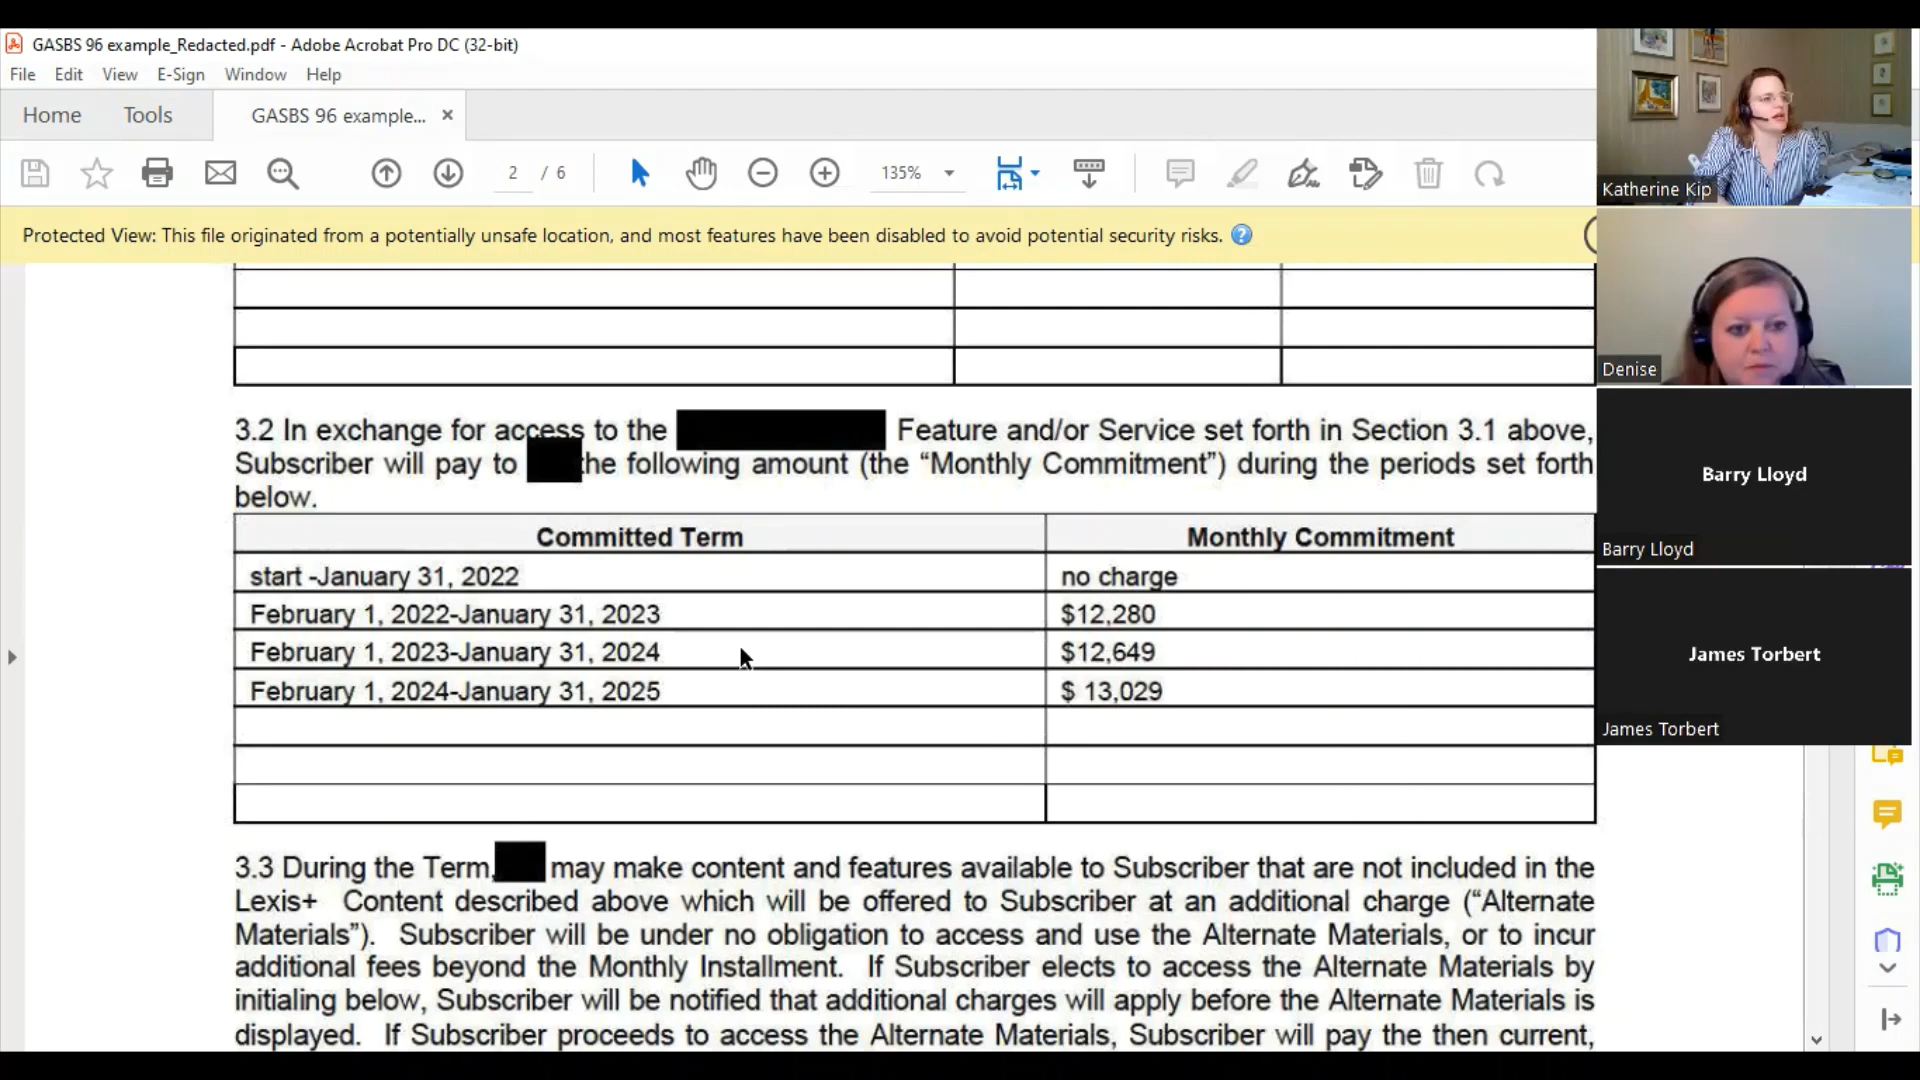 GASBS 96 example_Redacted.pdf - Adobe Acrobat Pro DC (32-bit)
File Edit View E-Sign Window Help
Home Tools GASBS 96 example... ×
2 / 6 135%
Protected View: This file originated from a potentially unsafe location, and most features have been disabled to avoid potential security risks.
3.2 In exchange for access to the Feature and/or Service set forth in Section 3.1 above,
Subscriber will pay to the following amount (the “Monthly Commitment”) during the periods set forth
below.
Committed Term Monthly Commitment
start -January 31, 2022 no charge
February 1, 2022-January 31, 2023 $12,280
February 1, 2023-January 31, 2024 $12,649
February 1, 2024-January 31, 2025 $ 13,029
3.3 During the Term, may make content and features available to Subscriber that are not included in the
Lexis+ Content described above which will be offered to Subscriber at an additional charge (“Alternate
Materials”). Subscriber will be under no obligation to access and use the Alternate Materials, or to incur
additional fees beyond the Monthly Installment. If Subscriber elects to access the Alternate Materials by
initialing below, Subscriber will be notified that additional charges will apply before the Alternate Materials is
displayed. If Subscriber proceeds to access the Alternate Materials, Subscriber will pay the then current,
Katherine Kip
Denise
Barry Lloyd
Barry Lloyd
James Torbert
James Torbert